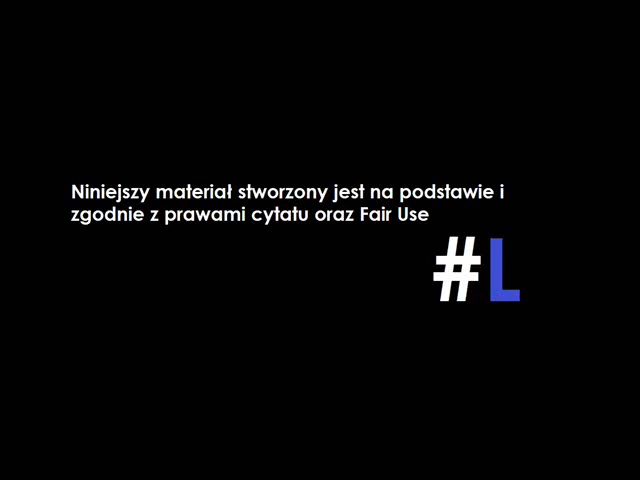 Niniejszy materiał stworzony jest na podstawie i
zgodnie z prawami cytatu oraz Fair Use
#L